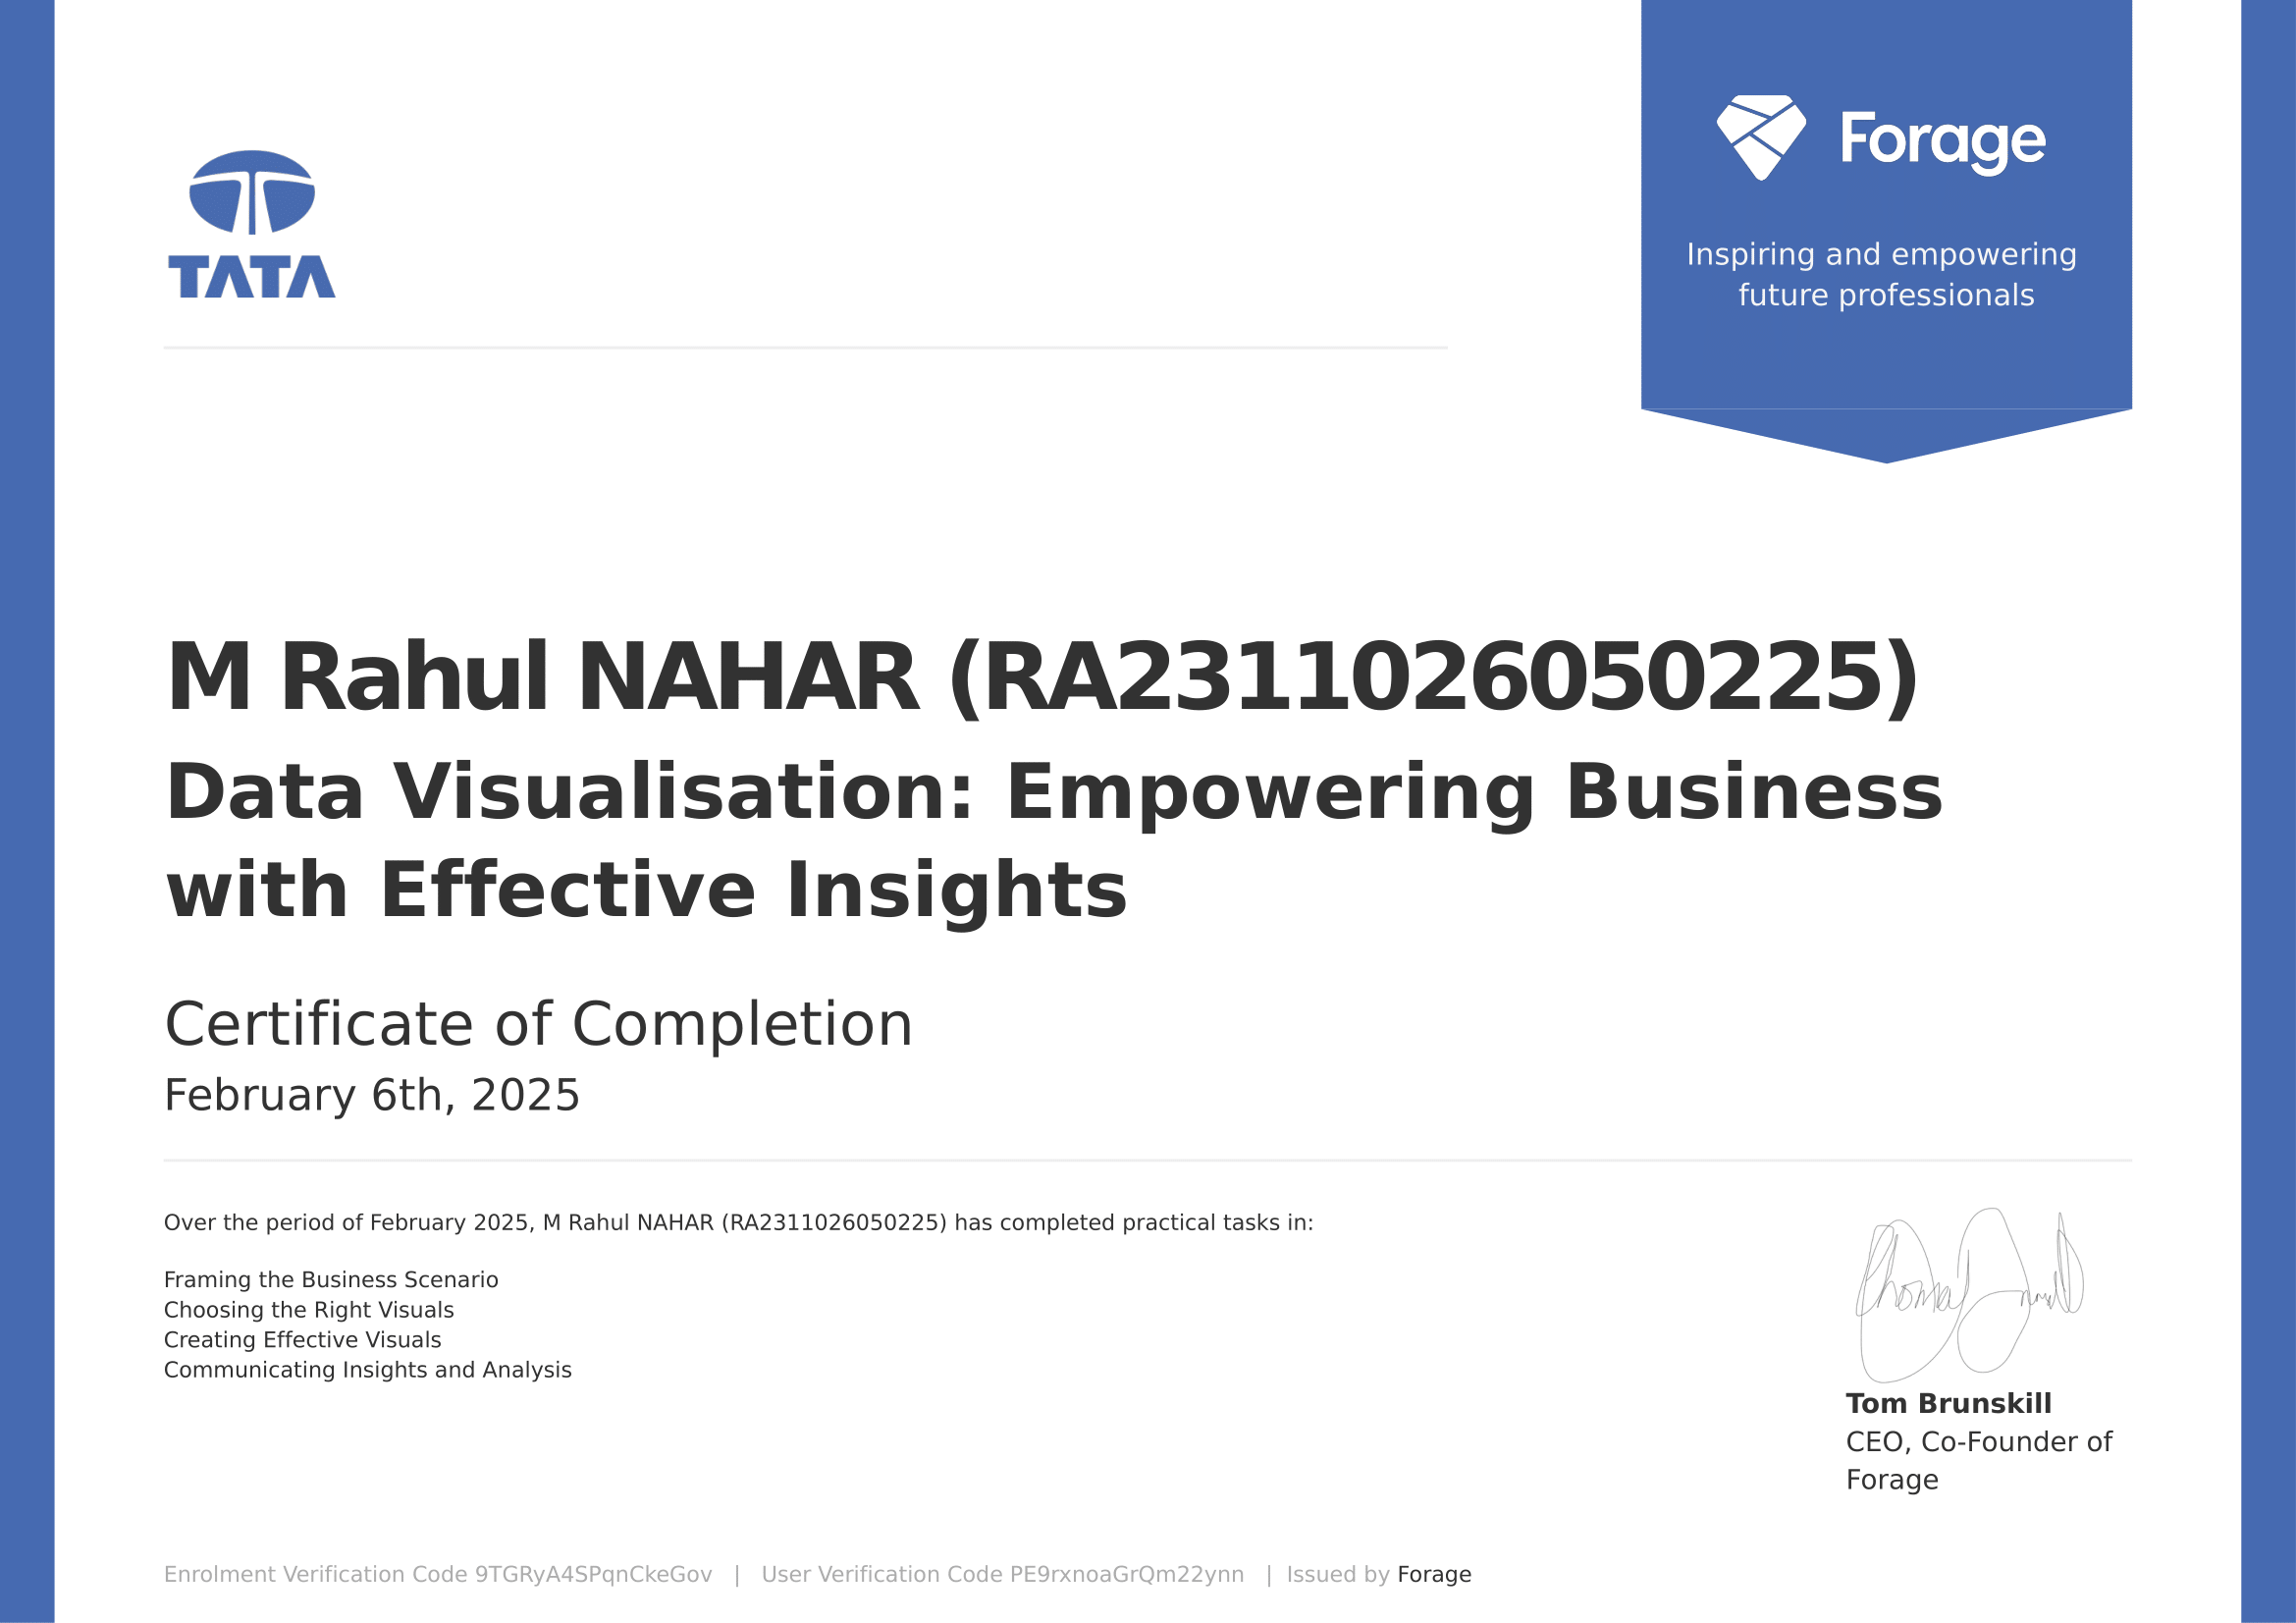 TATA
Forage
Inspiring and empowering
future professionals
M Rahul NAHAR (RA2311026050225)
Data Visualisation: Empowering Business
with Effective Insights
Certificate of Completion
February 6th, 2025
Over the period of February 2025, M Rahul NAHAR (RA2311026050225) has completed practical tasks in:
Framing the Business Scenario
Choosing the Right Visuals
Creating Effective Visuals
Communicating Insights and Analysis
Tom Brunskill
CEO, Co-Founder of
Forage
Enrolment Verification Code 9TGRyA4SPqnCkeGov | User Verification Code PE9rxnoaGrQm22ynn | Issued by Forage